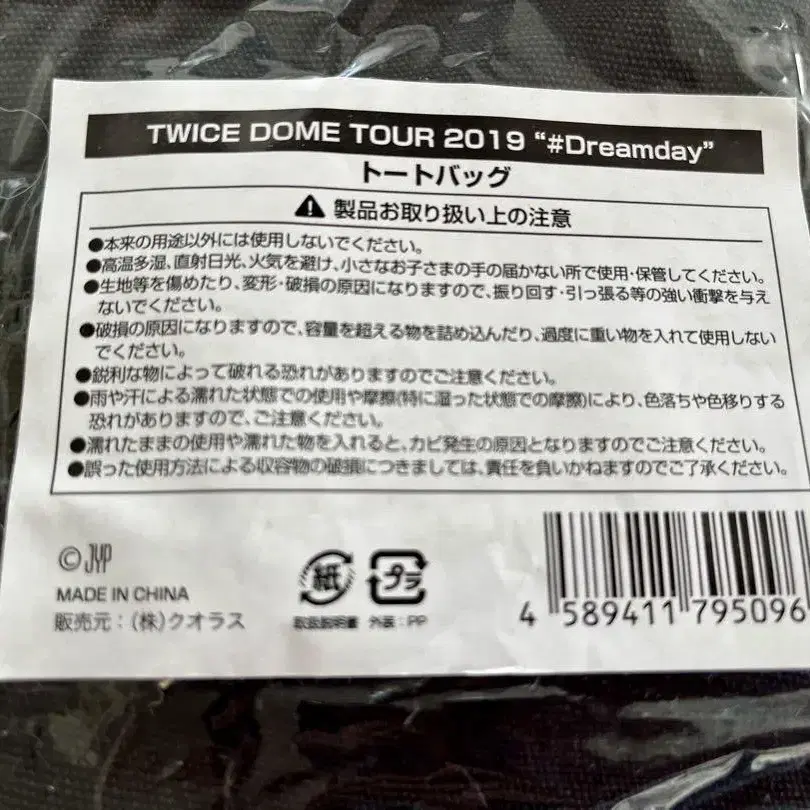 TWICE DOME TOUR 2019 “#Dreamday”
トートバッグ
製品お取り扱い上の注意
●本来の用途以外には使用しないでください。
●高温多湿、直射日光、火気を避け、小さなお子さまの手の届かない所で使用・保管してください。
●生地等を傷めたり、変形・破損の原因になりますので、振り回す・引っ張る等の強い衝撃を与え
ないでください。
●破損の原因になりますので、容量を超える物を詰め込んだり、過度に重い物を入れて使用しない
でください。
●鋭利な物によって破れる恐れがありますのでご注意ください。
●雨や汗による濡れた状態での使用や摩擦(特に湿った状態での摩擦)により、色落ちや色移りする
恐れがありますので、ご注意ください。
●濡れたままの使用や濡れた物を入れると、カビ発生の原因となりますのでご注意ください。
●誤った使用方法による収容物の破損につきましては、責任を負いかねますのでご了承ください。
©JYP
MADE IN CHINA
販売元:(株)クオラス
紙
取扱説明書
プラ
外装:PP
4 589411 795096